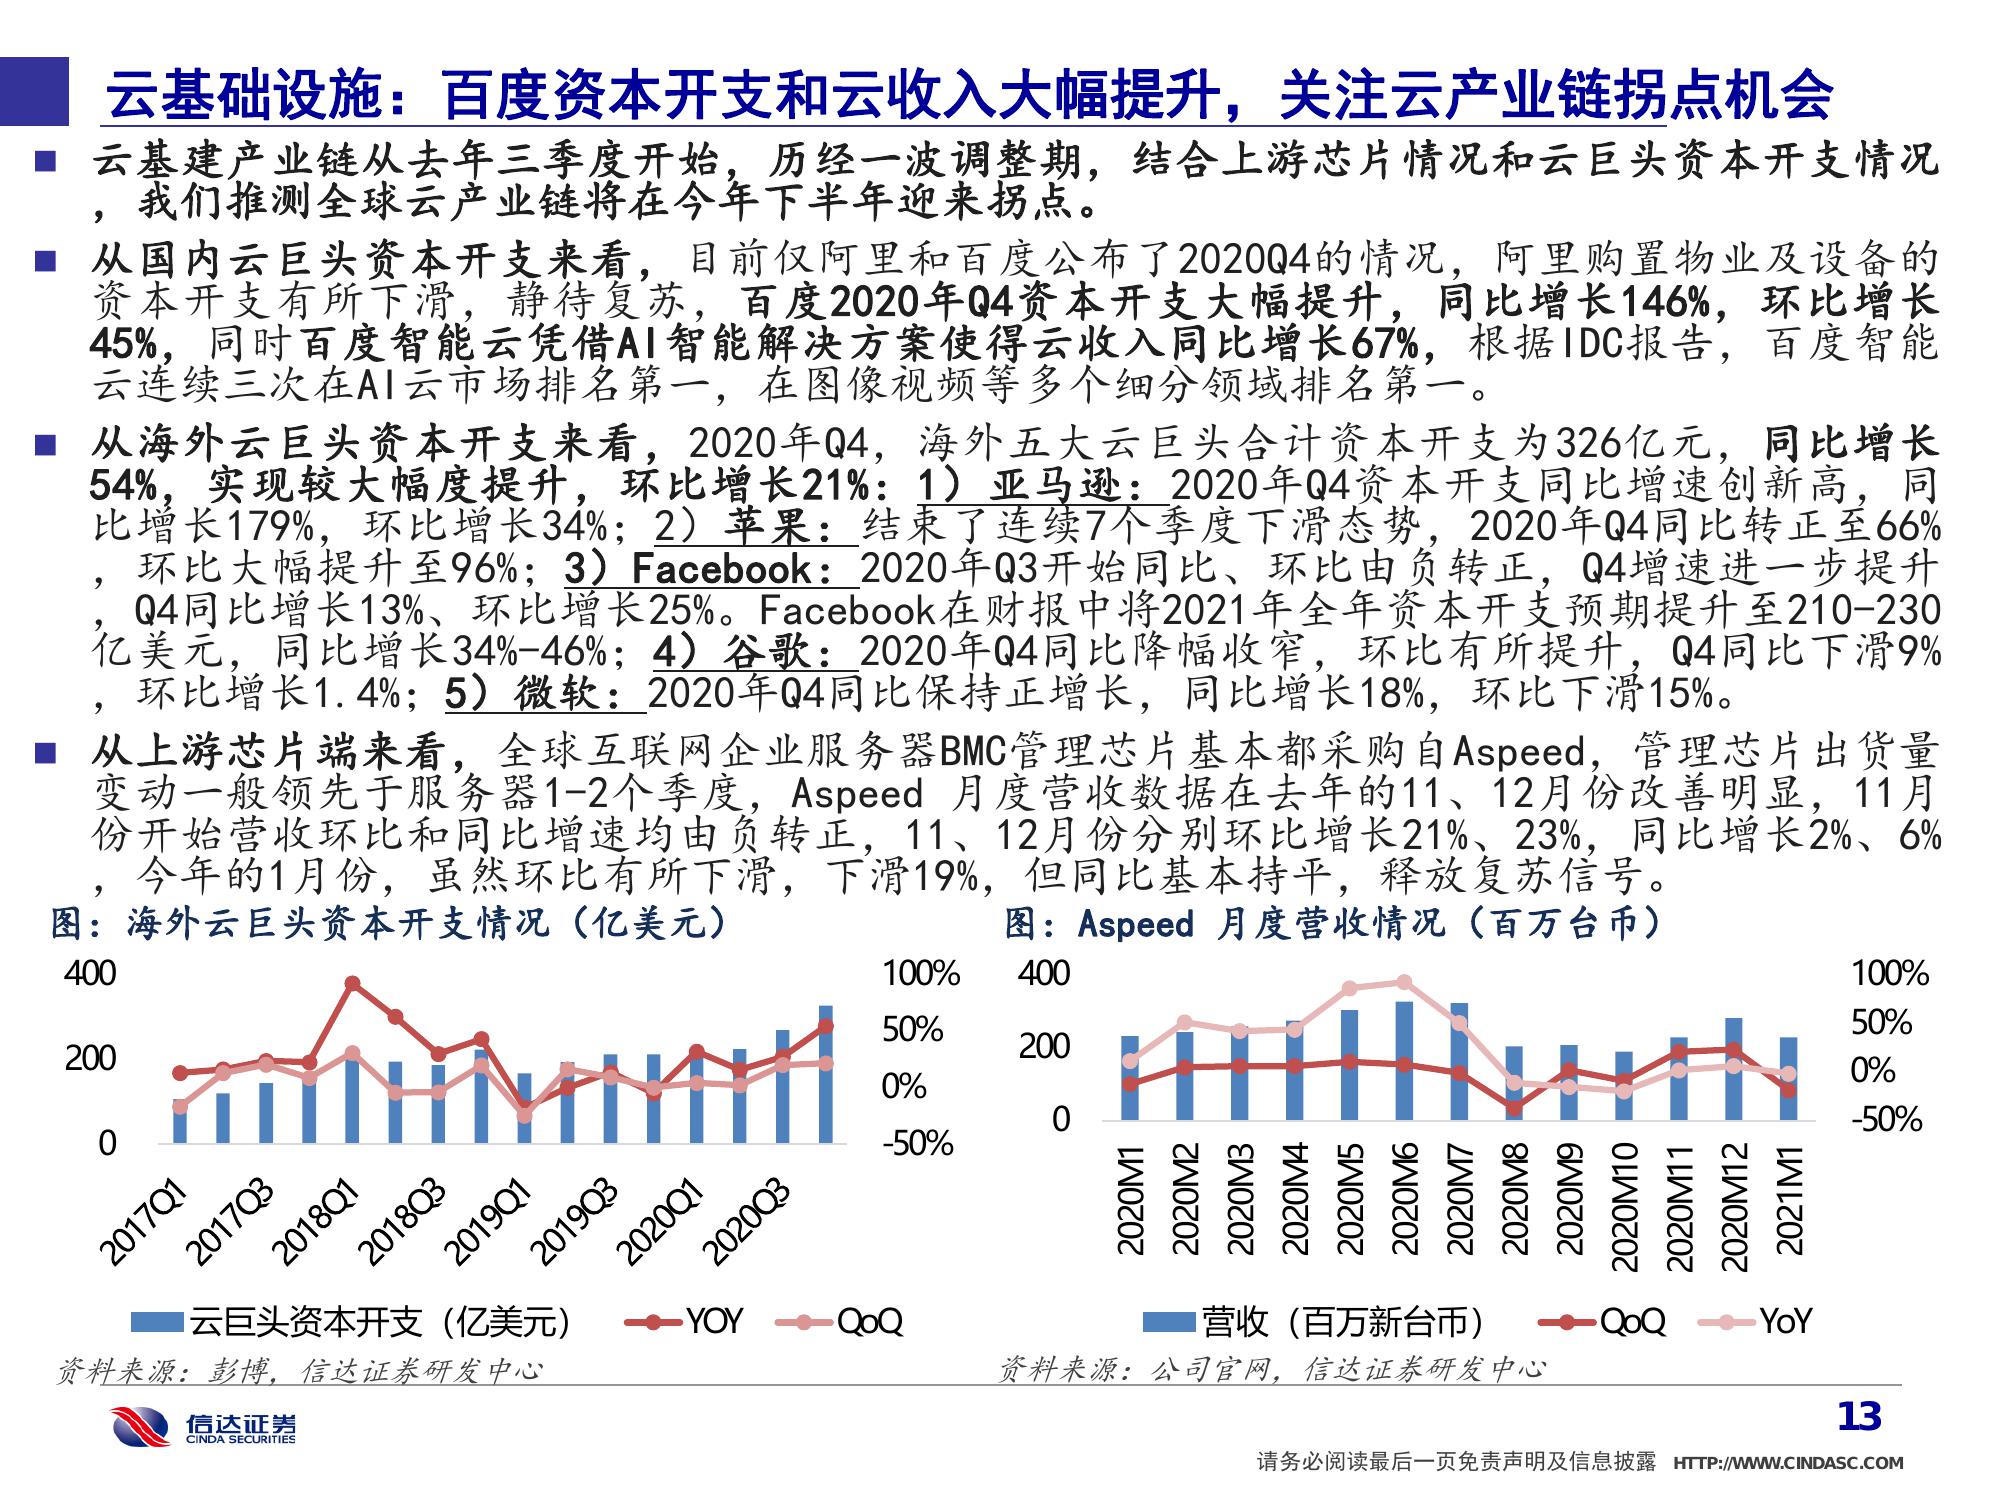 云基础设施：百度资本开支和云收入大幅提升，关注云产业链拐点机会
云基建产业链从去年三季度开始，历经一波调整期，结合上游芯片情况和云巨头资本开支情况
，我们推测全球云产业链将在今年下半年迎来拐点。
从国内云巨头资本开支来看，目前仅阿里和百度公布了2020Q4的情况，阿里购置物业及设备的
资本开支有所下滑，静待复苏，百度2020年Q4资本开支大幅提升，同比增长146%，环比增长
45%，同时百度智能云凭借AI智能解决方案使得云收入同比增长67%，根据IDC报告，百度智能
云连续三次在AI云市场排名第一，在图像视频等多个细分领域排名第一。
从海外云巨头资本开支来看，2020年Q4，海外五大云巨头合计资本开支为326亿元，同比增长
54%，实现较大幅度提升，环比增长21%：1）亚马逊：2020年Q4资本开支同比增速创新高，同
比增长179%，环比增长34%；2）苹果：结束了连续7个季度下滑态势，2020年Q4同比转正至66%
，环比大幅提升至96%；3）Facebook：2020年Q3开始同比、环比由负转正，Q4增速进一步提升
，Q4同比增长13%、环比增长25%。Facebook在财报中将2021年全年资本开支预期提升至210-230
亿美元，同比增长34%-46%；4）谷歌：2020年Q4同比降幅收窄，环比有所提升，Q4同比下滑9%
，环比增长1.4%；5）微软：2020年Q4同比保持正增长，同比增长18%，环比下滑15%。
从上游芯片端来看，全球互联网企业服务器BMC管理芯片基本都采购自Aspeed，管理芯片出货量
变动一般领先于服务器1-2个季度，Aspeed 月度营收数据在去年的11、12月份改善明显，11月
份开始营收环比和同比增速均由负转正，11、12月份分别环比增长21%、23%，同比增长2%、6%
，今年的1月份，虽然环比有所下滑，下滑19%，但同比基本持平，释放复苏信号。
图：海外云巨头资本开支情况（亿美元）
400
200
0
100%
50%
0%
-50%
2017Q1
2017Q3
2018Q1
2018Q3
2019Q1
2019Q3
2020Q1
2020Q3
云巨头资本开支（亿美元）
YOY
QoQ
资料来源：彭博，信达证券研发中心
图：Aspeed 月度营收情况（百万台币）
400
200
0
100%
50%
0%
-50%
2020M1
2020M2
2020M3
2020M4
2020M5
2020M6
2020M7
2020M8
2020M9
2020M10
2020M11
2020M12
2021M1
营收（百万新台币）
QoQ
YoY
资料来源：公司官网，信达证券研发中心
信达证券
CINDA SECURITIES
13
请务必阅读最后一页免责声明及信息披露 HTTP://WWW.CINDASC.COM